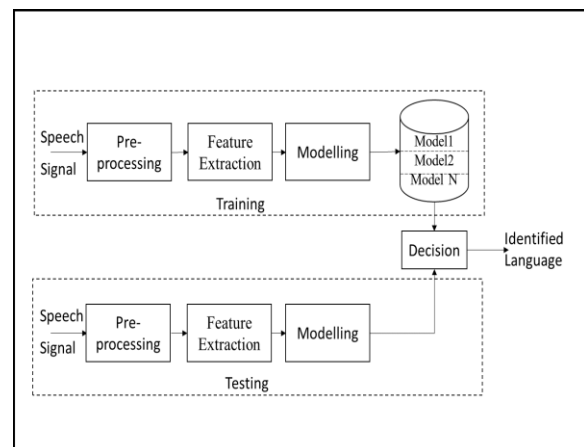 Speech
Signal
Pre-
processing
Feature
Extraction
Modelling
Model1
Model2
Model N
Training
Decision
Identified
Language
Speech
Signal
Pre-
processing
Feature
Extraction
Modelling
Testing